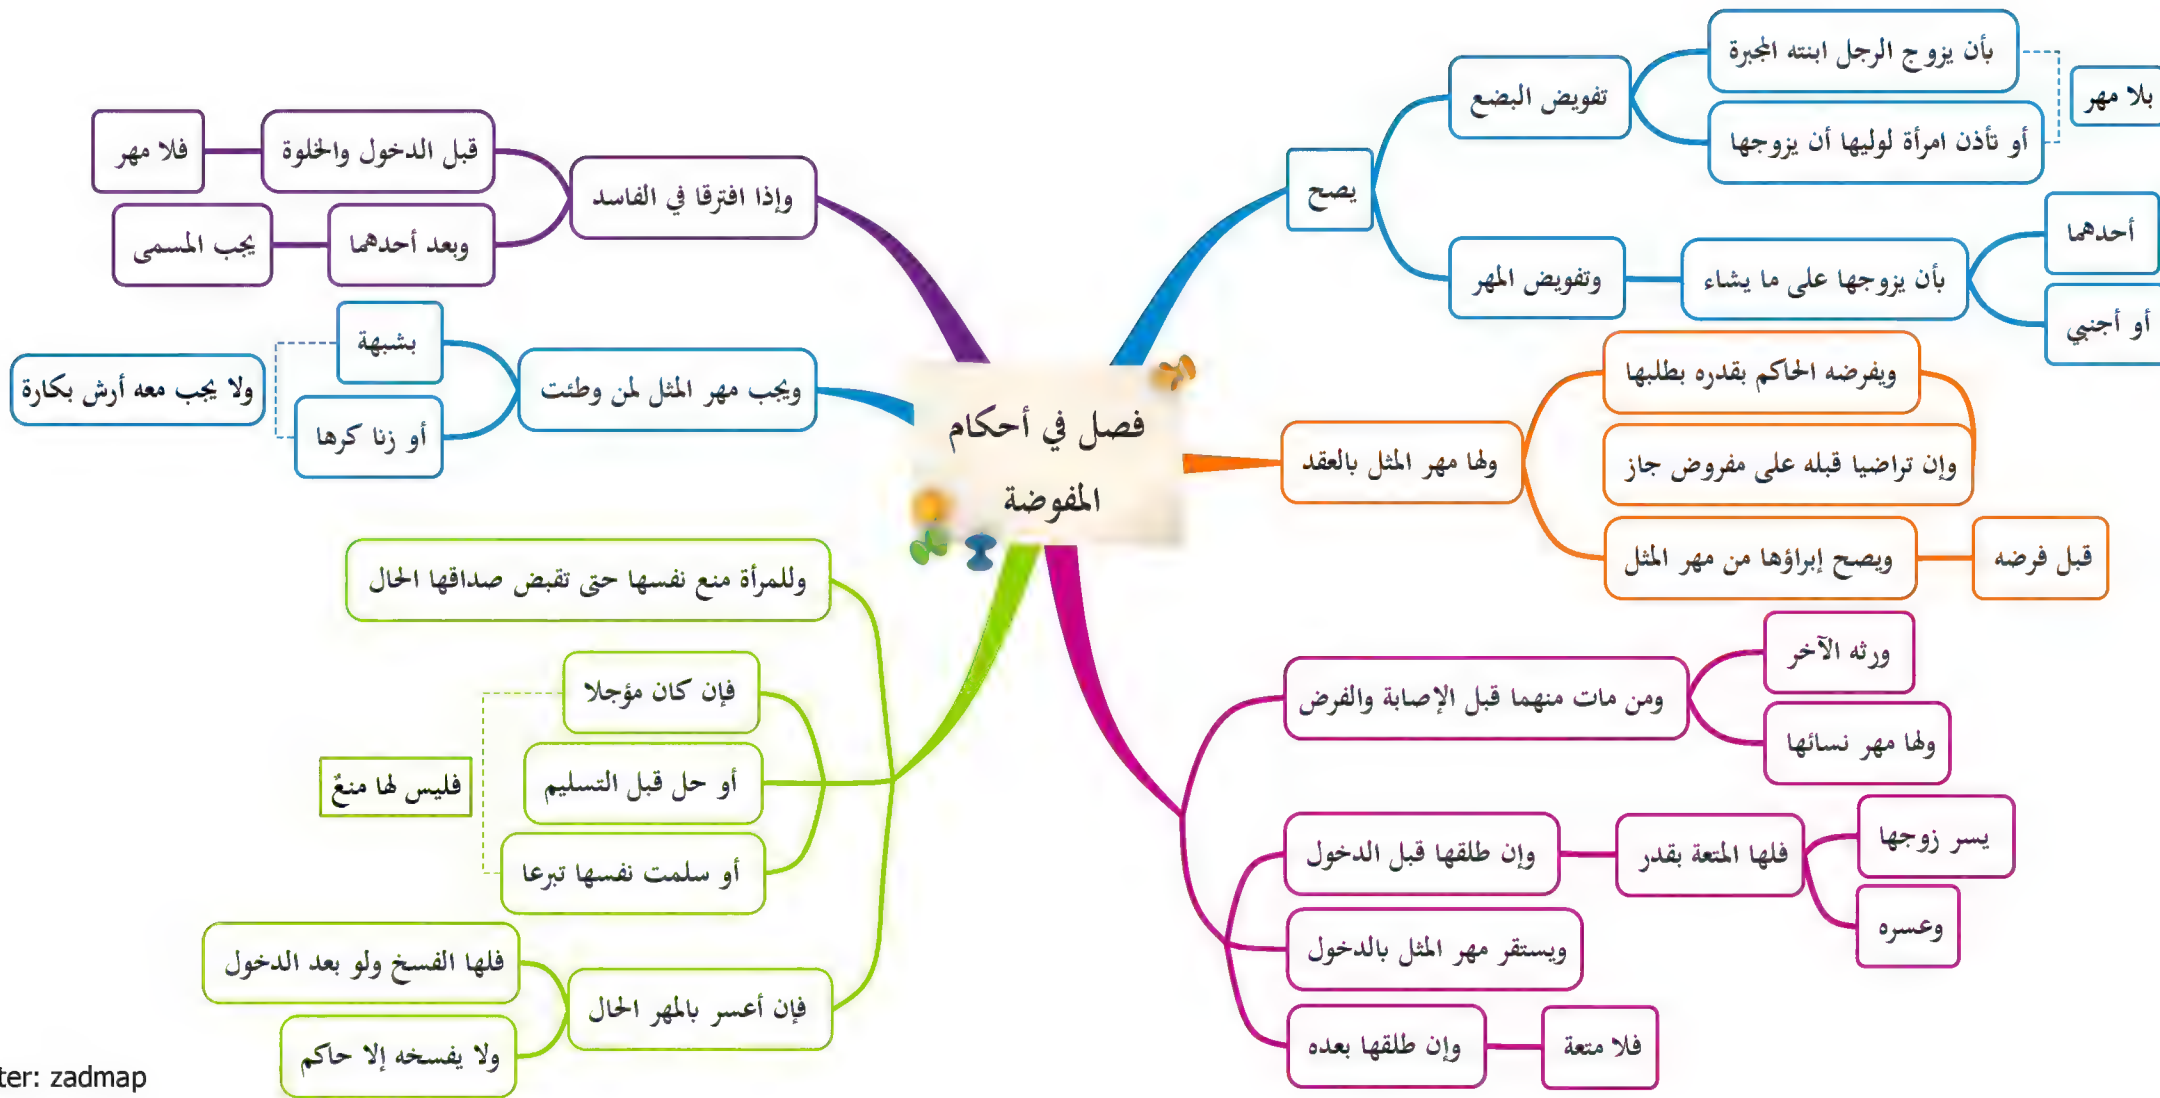 فصل في أحكام
المفوضة
يصح
تفويض البضع
بأن يزوج الرجل ابنته المجبرة
أو تأذن امرأة لوليها أن يزوجها
بلا مهر
وتفويض المهر
بأن يزوجها على ما يشاء
أحدهما
أو أجنبي
ولها مهر المثل بالعقد
ويفرضه الحاكم بقدره بطلبها
وإن تراضيا قبله على مفروض جاز
ويصح إبراؤها من مهر المثل
قبل فرضه
ومن مات منهما قبل الإصابة والفرض
ورثه الآخر
ولها مهر نسائها
وإن طلقها قبل الدخول
فلها المتعة بقدر
يسر زوجها
وعسره
ويستقر مهر المثل بالدخول
وإن طلقها بعده
فلا متعة
وإذا افترقا في الفاسد
قبل الدخول والخلوة
فلا مهر
وبعد أحدهما
يجب المسمى
ويجب مهر المثل لمن وطئت
بشبهة
أو زنا كرها
ولا يجب معه أرش بكارة
وللمرأة منع نفسها حتى تقبض صداقها الحال
فإن كان مؤجلا
أو حل قبل التسليم
أو سلمت نفسها تبرعا
فليس لها منعٌ
فإن أعسر بالمهر الحال
فلها الفسخ ولو بعد الدخول
ولا يفسخه إلا حاكم
ter: zadmap